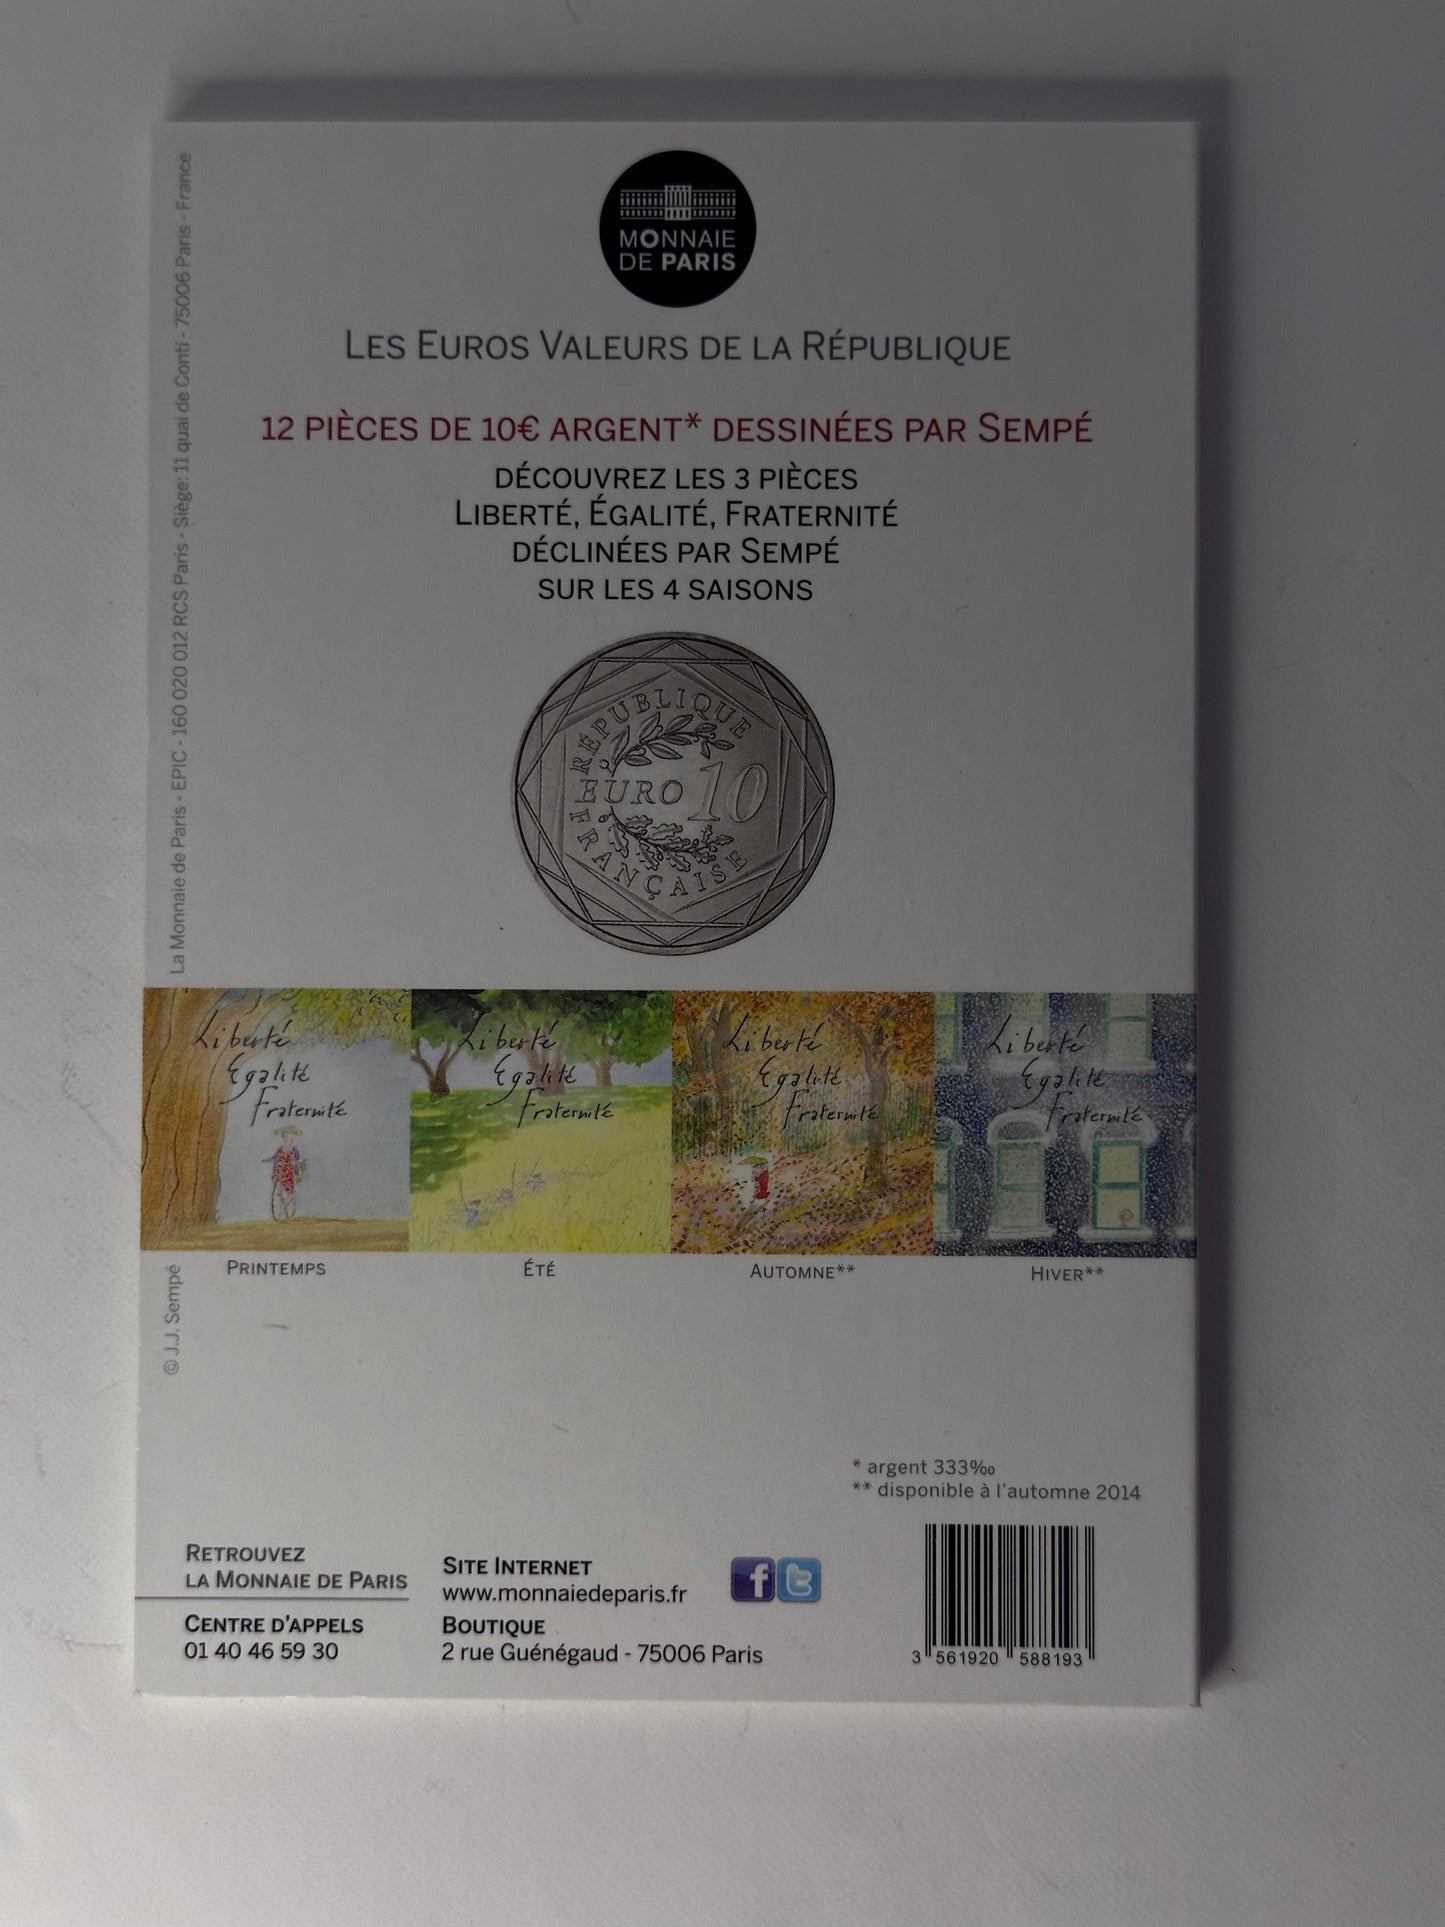 MONNAIE
DE PARIS
La Monnaie de Paris - EPIC - 160 020 012 RCS Paris - Siège: 11 quai de Conti - 75006 Paris - France
LES EUROS VALEURS DE LA RÉPUBLIQUE
12 PIÈCES DE 10€ ARGENT* DESSINÉES PAR SEMPÉ
DÉCOUVREZ LES 3 PIÈCES
LIBERTÉ, ÉGALITÉ, FRATERNITÉ
DÉCLINÉES PAR SEMPÉ
SUR LES 4 SAISONS
RÉPUBLIQUE
EURO 10
FRANÇAISE
Liberté
Egalité
Fraternité
Liberté
Egalité
Fraternité
Liberté
Egalité
Fraternité
Liberté
Egalité
Fraternité
PRINTEMPS
ÉTÉ
AUTOMNE**
HIVER**
© J.J. Sempé
* argent 333‰
** disponible à l'automne 2014
RETROUVEZ
LA MONNAIE DE PARIS
CENTRE D'APPELS
01 40 46 59 30
SITE INTERNET
www.monnaiedeparis.fr
BOUTIQUE
2 rue Guénégaud - 75006 Paris
f t
3 561920 588193